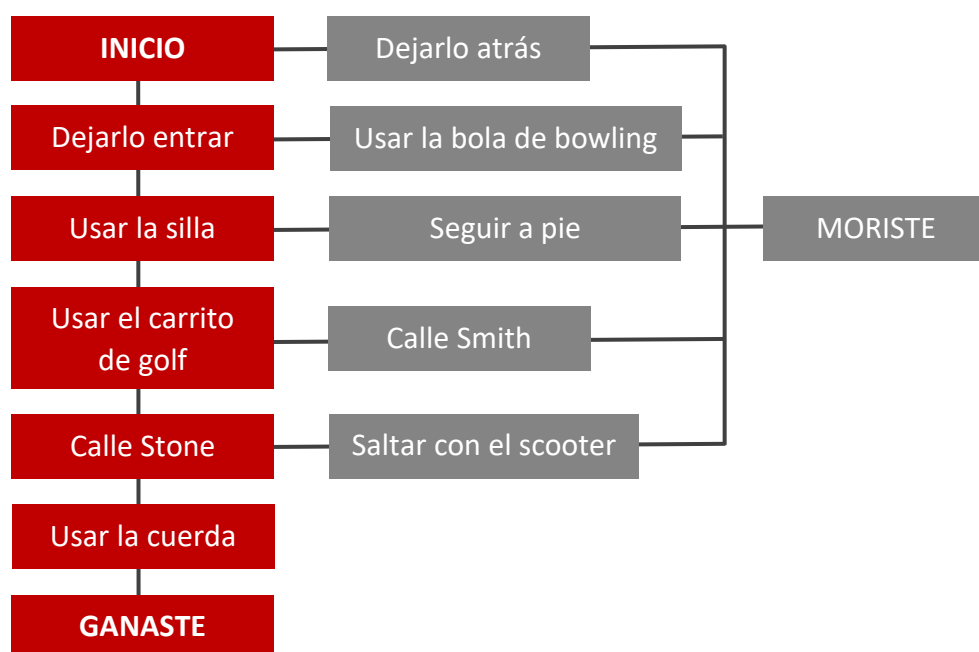 INICIO
Dejarlo atrás
Dejarlo entrar
Usar la bola de bowling
Usar la silla
Seguir a pie
MORISTE
Usar el carrito
de golf
Calle Smith
Calle Stone
Saltar con el scooter
Usar la cuerda
GANASTE